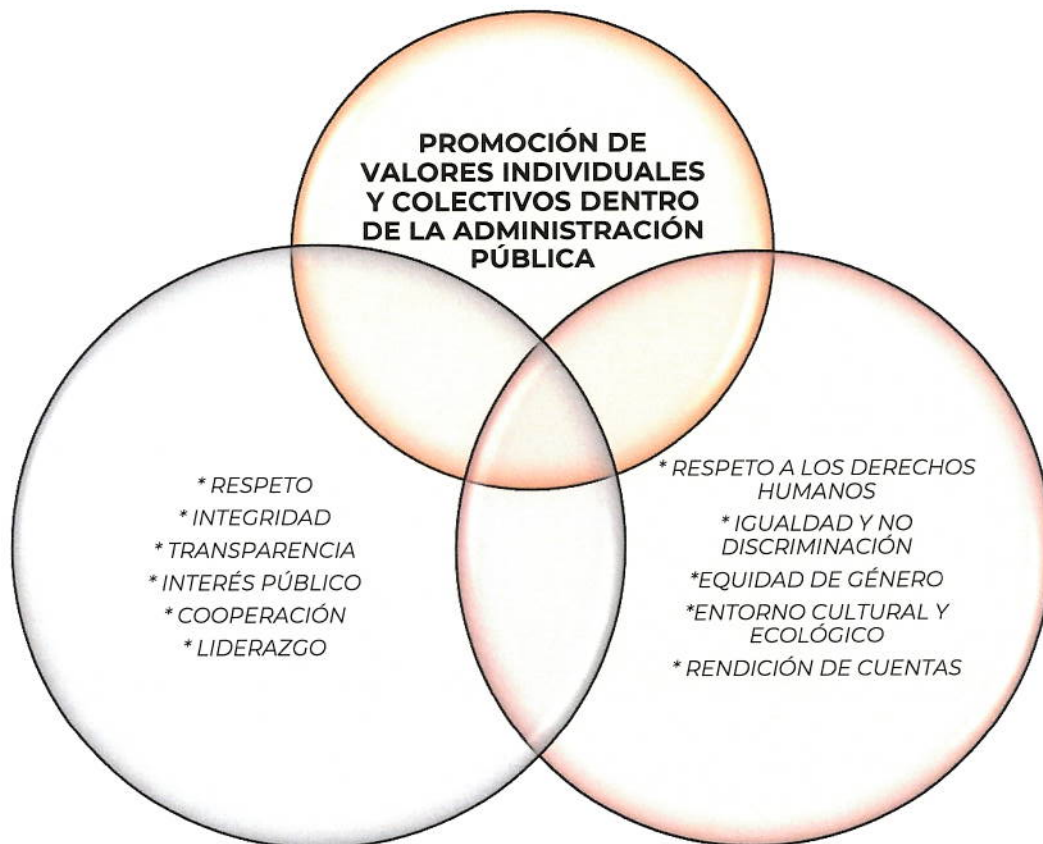 PROMOCIÓN DE
VALORES INDIVIDUALES
Y COLECTIVOS DENTRO
DE LA ADMINISTRACIÓN
PÚBLICA
* RESPETO
* INTEGRIDAD
* TRANSPARENCIA
* INTERÉS PÚBLICO
* COOPERACIÓN
* LIDERAZGO
* RESPETO A LOS DERECHOS
HUMANOS
* IGUALDAD Y NO
DISCRIMINACIÓN
*EQUIDAD DE GÉNERO
*ENTORNO CULTURAL Y
ECOLÓGICO
* RENDICIÓN DE CUENTAS